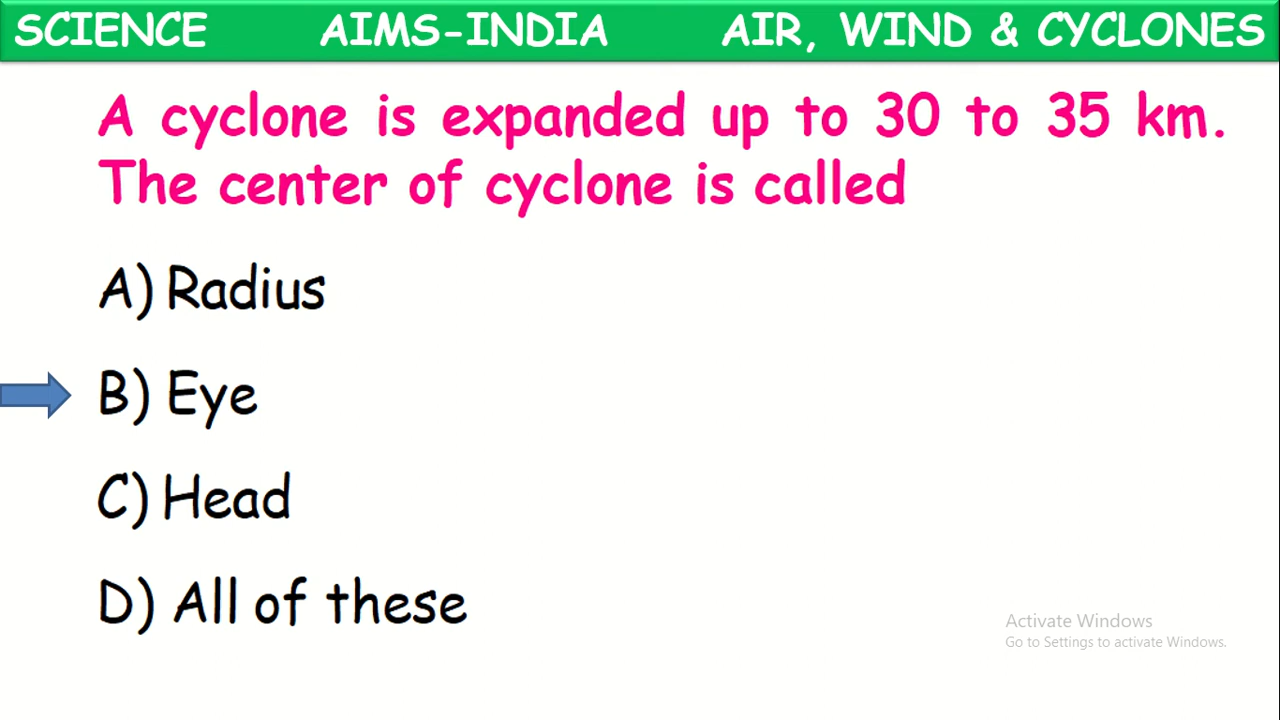 SCIENCE AIMS-INDIA AIR, WIND & CYCLONES
A cyclone is expanded up to 30 to 35 km.
The center of cyclone is called
A) Radius
B) Eye
C) Head
D) All of these
Activate Windows
Go to Settings to activate Windows.